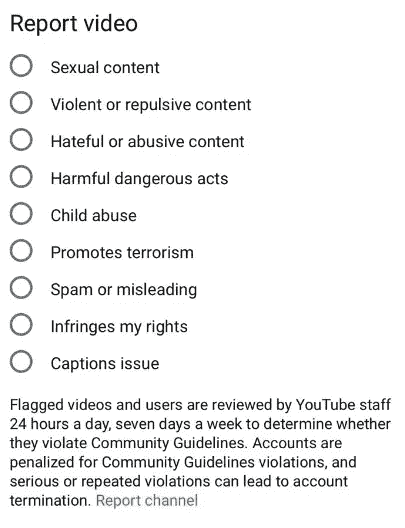 Report video
Sexual content
Violent or repulsive content
Hateful or abusive content
Harmful dangerous acts
Child abuse
Promotes terrorism
Spam or misleading
Infringes my rights
Captions issue
Flagged videos and users are reviewed by YouTube staff
24 hours a day, seven days a week to determine whether
they violate Community Guidelines. Accounts are
penalized for Community Guidelines violations, and
serious or repeated violations can lead to account
termination. Report channel